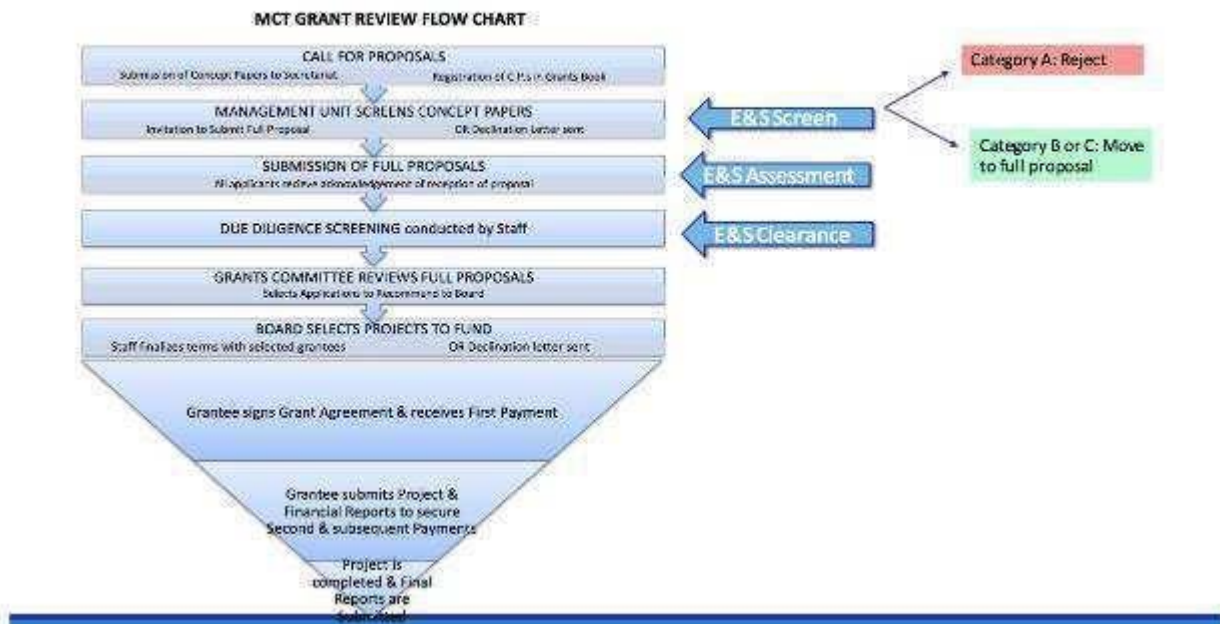 MCT GRANT REVIEW FLOW CHART
CALL FOR PROPOSALS
Submission of Concept Papers to Secretariat
Registration of C.P.s in Grants Book
MANAGEMENT UNIT SCREENS CONCEPT PAPERS
Invitation to Submit Full Proposal
OR Declination Letter sent
SUBMISSION OF FULL PROPOSALS
All applicants recieve acknowledgement of reception of proposal
DUE DILIGENCE SCREENING conducted by Staff
GRANTS COMMITTEE REVIEWS FULL PROPOSALS
Selects Applications to Recommend to Board
BOARD SELECTS PROJECTS TO FUND
Staff finalizes terms with selected grantees
OR Declination letter sent
Grantee signs Grant Agreement & receives First Payment
Grantee submits Project &
Financial Reports to secure
Second & subsequent Payments
Project is
completed & Final
Reports are
Submitted
E&S Screen
E&S Assessment
E&S Clearance
Category A: Reject
Category B or C: Move
to full proposal